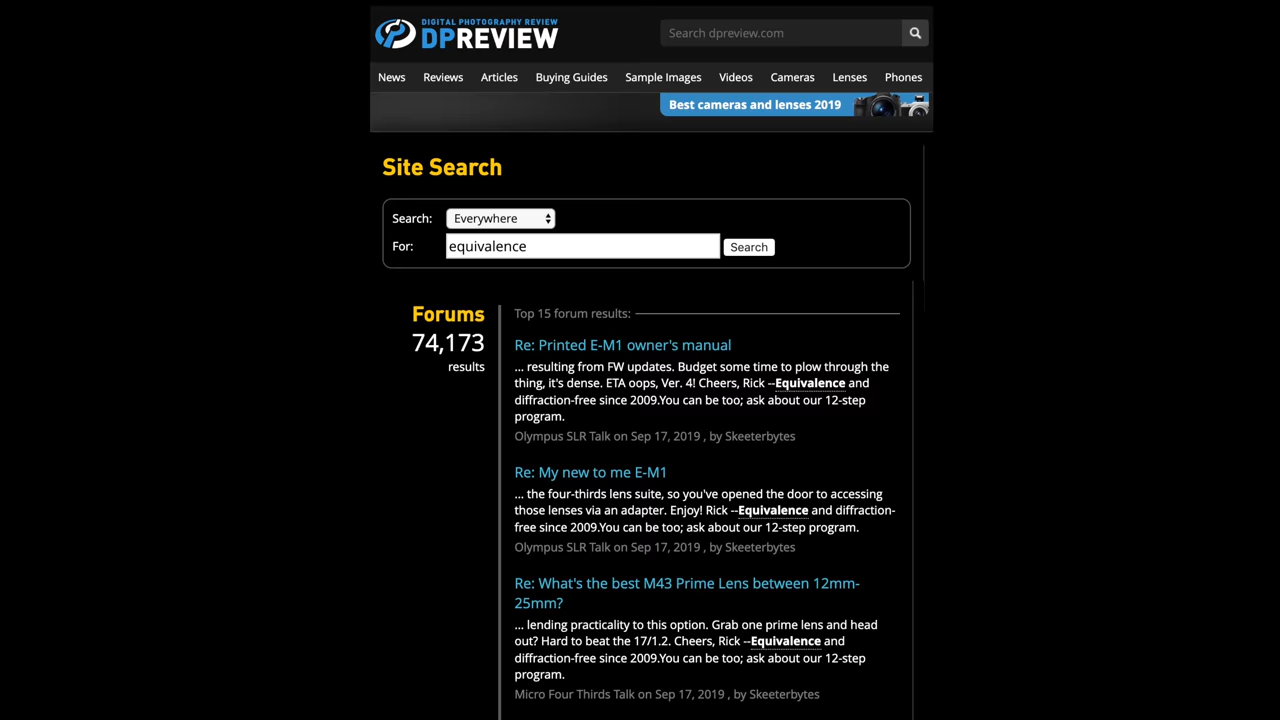 DIGITAL PHOTOGRAPHY REVIEW
DPREVIEW
Search dpreview.com
News Reviews Articles Buying Guides Sample Images Videos Cameras Lenses Phones
Best cameras and lenses 2019
Site Search
Search: Everywhere
For: equivalence Search
Forums
74,173
results
Top 15 forum results:
Re: Printed E-M1 owner's manual
... resulting from FW updates. Budget some time to plow through the
thing, it's dense. ETA oops, Ver. 4! Cheers, Rick --Equivalence and
diffraction-free since 2009.You can be too; ask about our 12-step
program.
Olympus SLR Talk on Sep 17, 2019 , by Skeeterbytes
Re: My new to me E-M1
... the four-thirds lens suite, so you've opened the door to accessing
those lenses via an adapter. Enjoy! Rick --Equivalence and diffraction-
free since 2009.You can be too; ask about our 12-step program.
Olympus SLR Talk on Sep 17, 2019 , by Skeeterbytes
Re: What's the best M43 Prime Lens between 12mm-
25mm?
... lending practicality to this option. Grab one prime lens and head
out? Hard to beat the 17/1.2. Cheers, Rick --Equivalence and
diffraction-free since 2009.You can be too; ask about our 12-step
program.
Micro Four Thirds Talk on Sep 17, 2019 , by Skeeterbytes